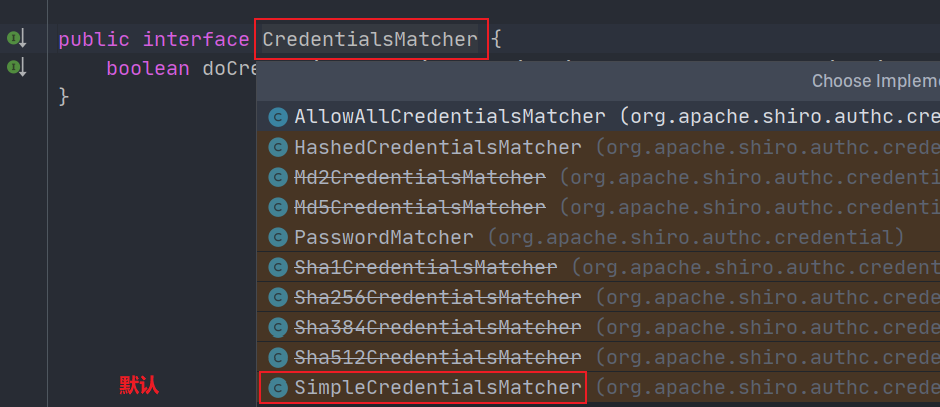 public interface CredentialsMatcher {
boolean doCre
}
Choose Implem
AllowAllCredentialsMatcher (org.apache.shiro.authc.cre
HashedCredentialsMatcher (org.apache.shiro.authc.crede
Md2CredentialsMatcher (org.apache.shiro.authc.credenti
Md5CredentialsMatcher (org.apache.shiro.authc.credenti
PasswordMatcher (org.apache.shiro.authc.credential)
Sha1CredentialsMatcher (org.apache.shiro.authc.credent
Sha256CredentialsMatcher (org.apache.shiro.authc.crede
Sha384CredentialsMatcher (org.apache.shiro.authc.crede
Sha512CredentialsMatcher (org.apache.shiro.authc.crede
默认 SimpleCredentialsMatcher (org.apache.shiro.authc.crede